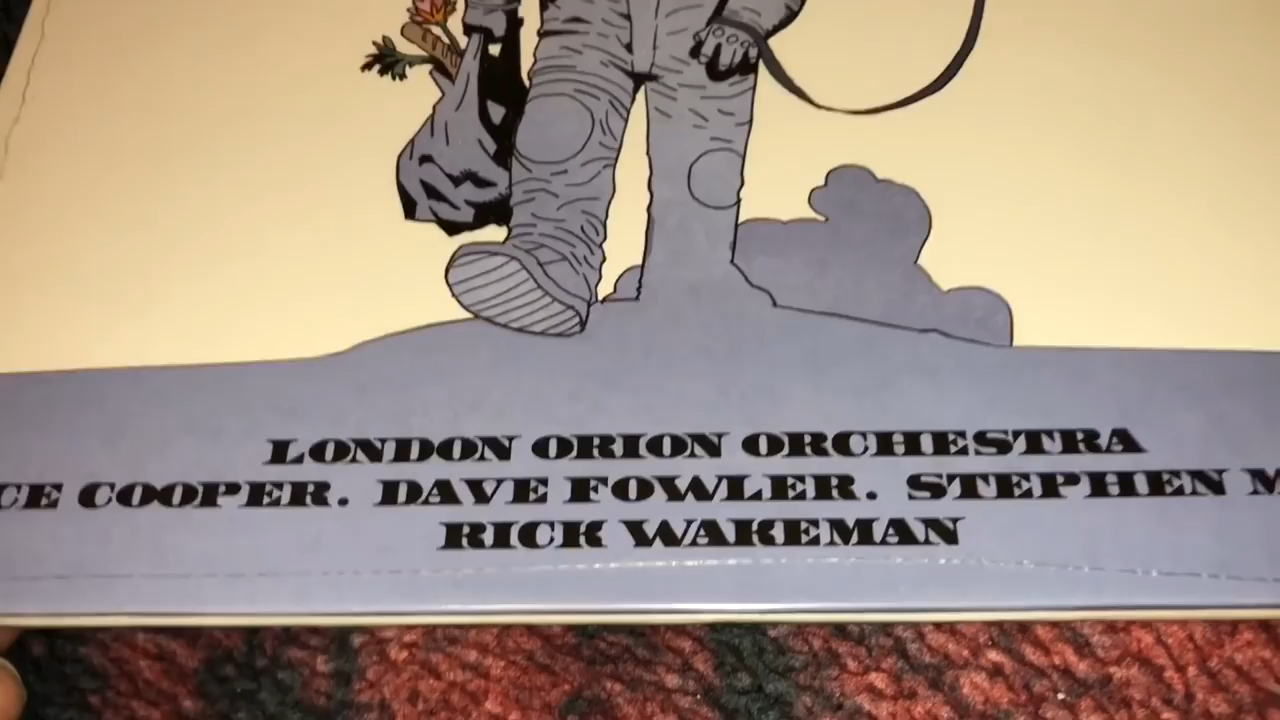 LONDON ORION ORCHESTRA
CE COOPER. DAVE FOWLER. STEPHEN M
RICK WAKEMAN